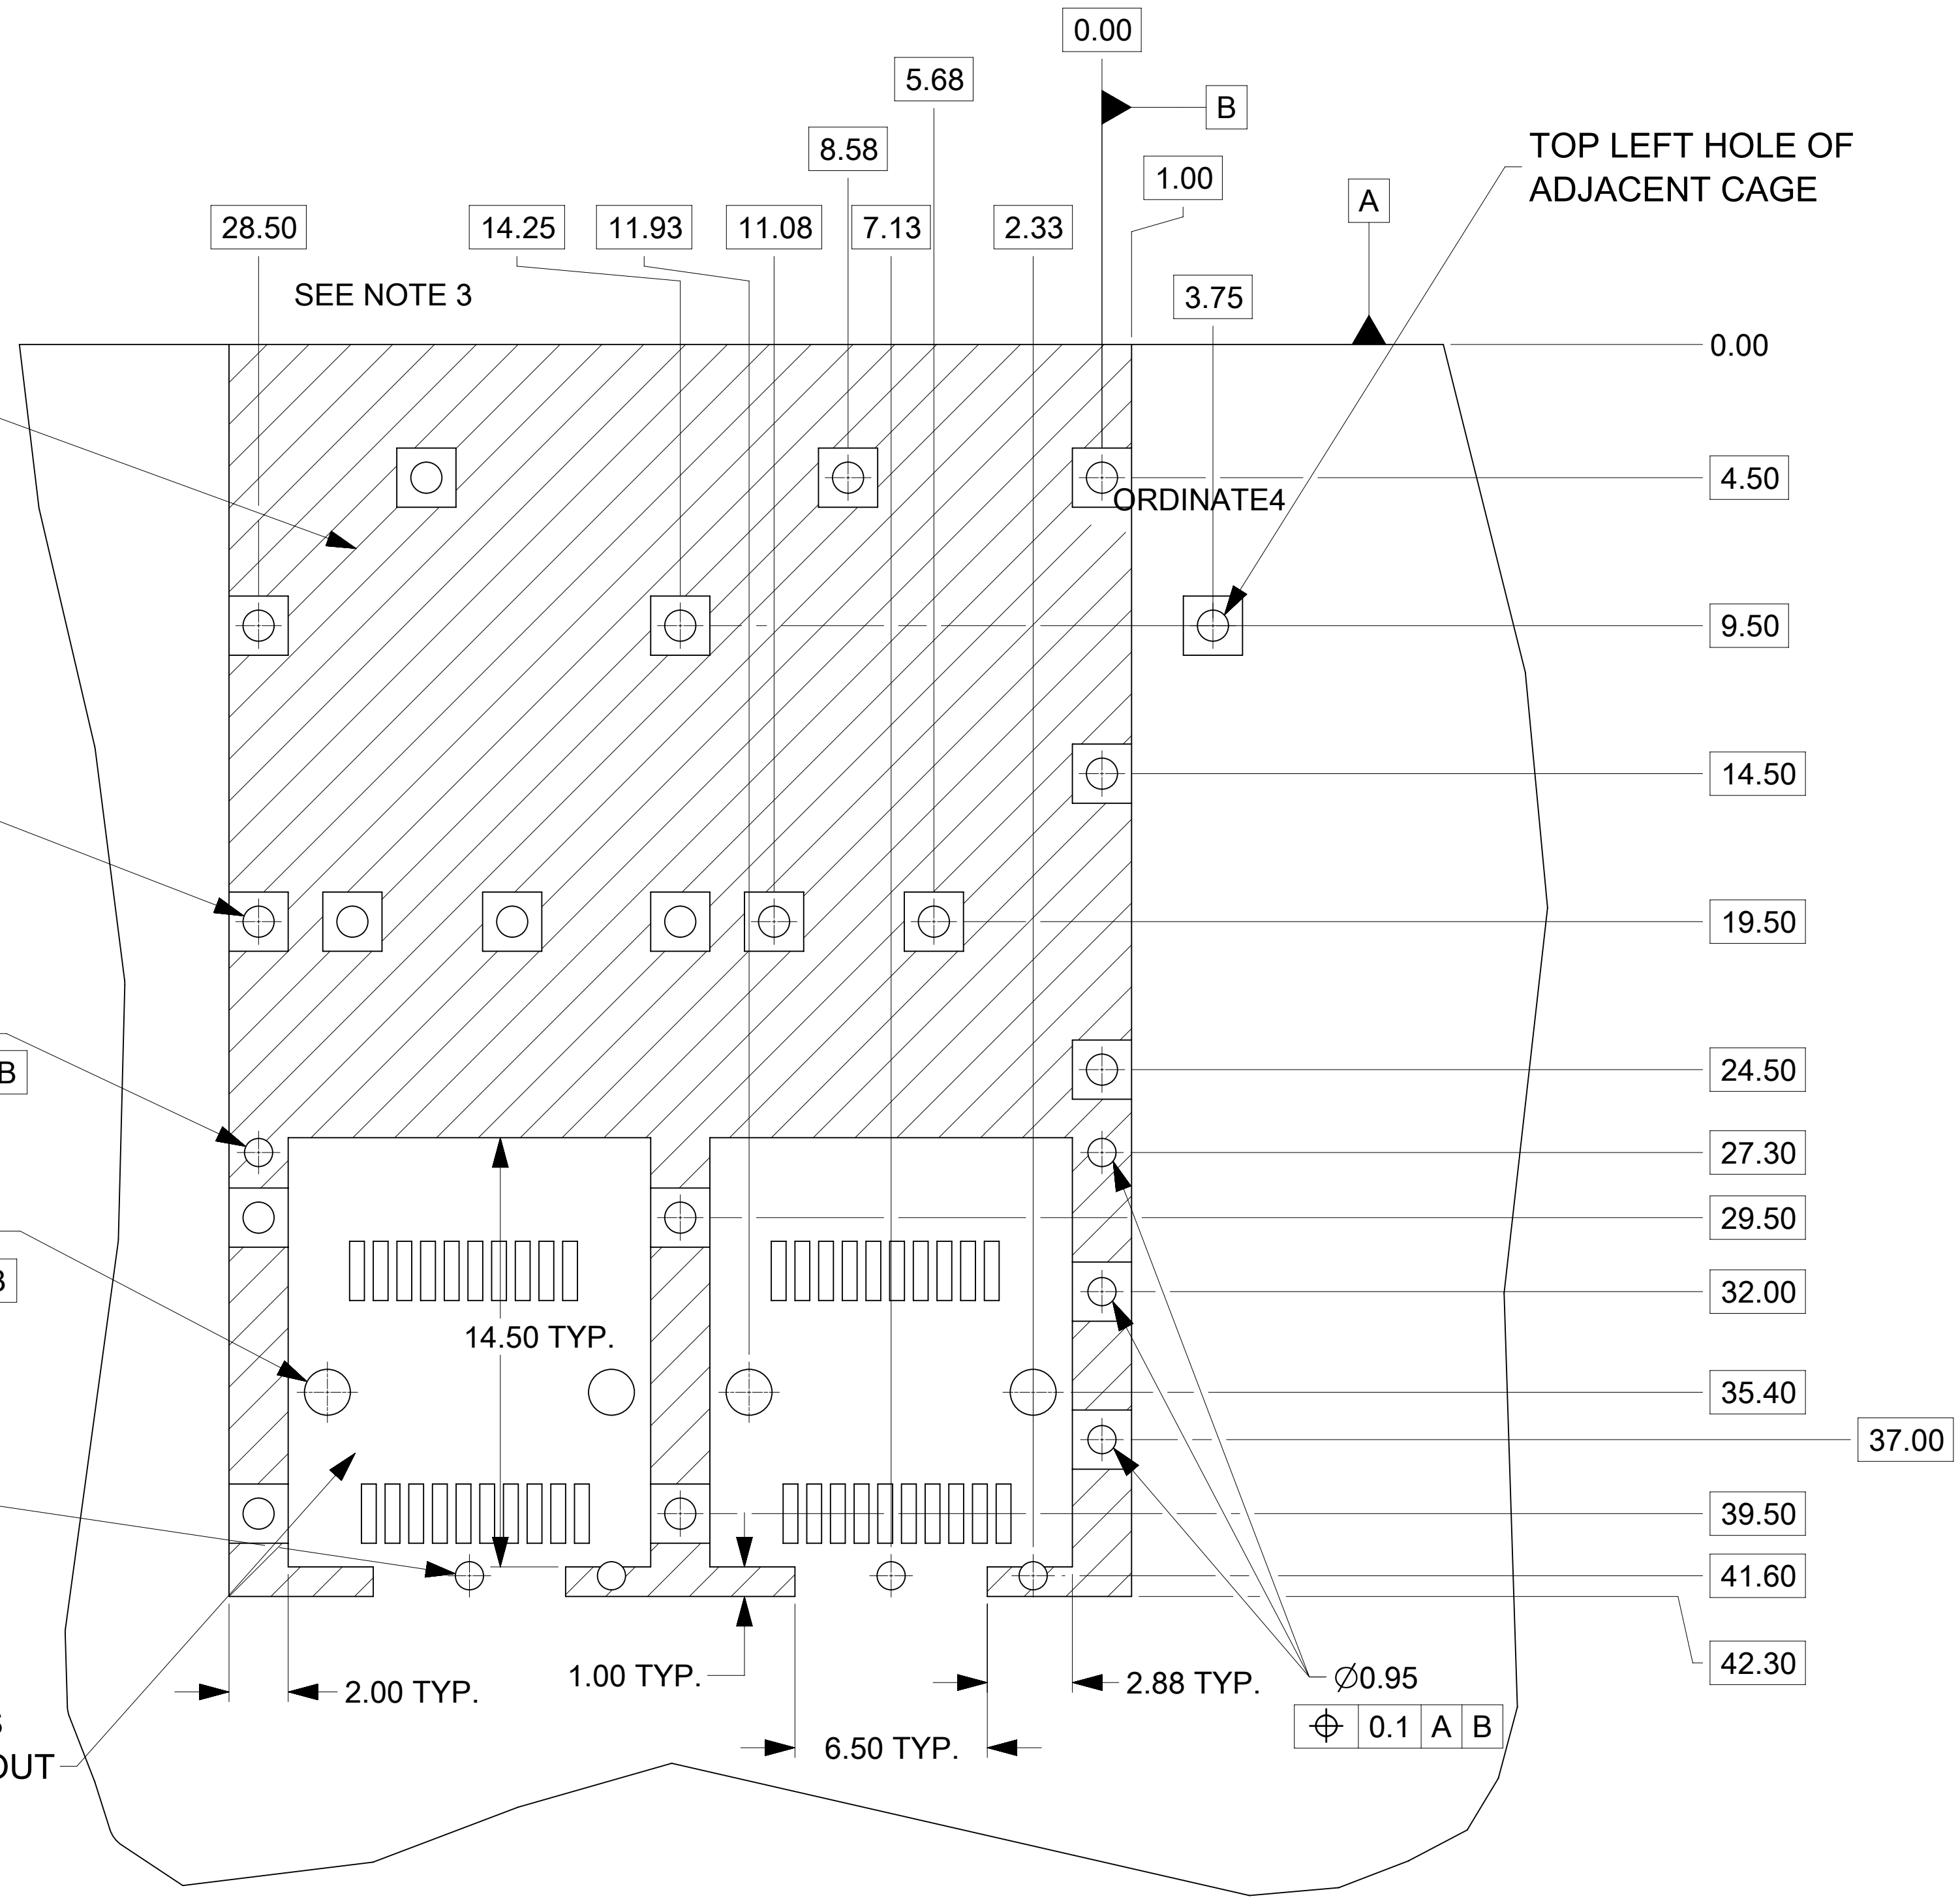 0.00
5.68
B
8.58
TOP LEFT HOLE OF
ADJACENT CAGE
1.00
A
28.50
14.25
11.93
11.08
7.13
2.33
SEE NOTE 3
3.75
0.00
4.50
ORDINATE4
9.50
14.50
19.50
24.50
B
27.30
29.50
B
32.00
14.50 TYP.
35.40
37.00
39.50
41.60
42.30
1.00 TYP.
2.00 TYP.
2.88 TYP.
Ø0.95
S
OUT
6.50 TYP.
⌖ 0.1 A B